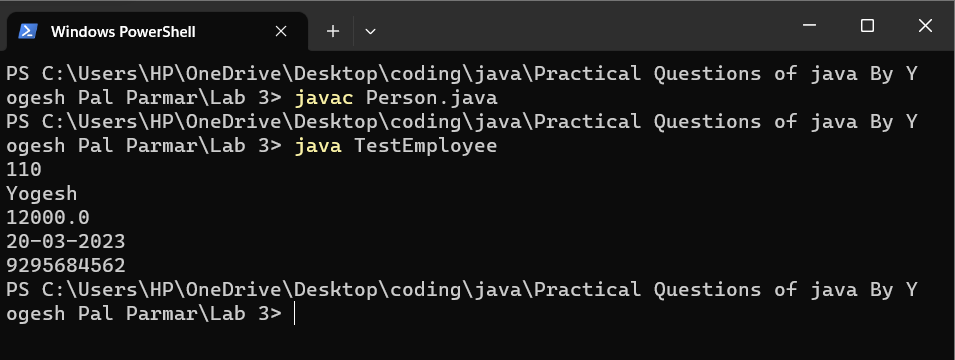 Windows PowerShell
PS C:\Users\HP\OneDrive\Desktop\coding\java\Practical Questions of java By Y
ogesh Pal Parmar\Lab 3> javac Person.java
PS C:\Users\HP\OneDrive\Desktop\coding\java\Practical Questions of java By Y
ogesh Pal Parmar\Lab 3> java TestEmployee
110
Yogesh
12000.0
20-03-2023
9295684562
PS C:\Users\HP\OneDrive\Desktop\coding\java\Practical Questions of java By Y
ogesh Pal Parmar\Lab 3>